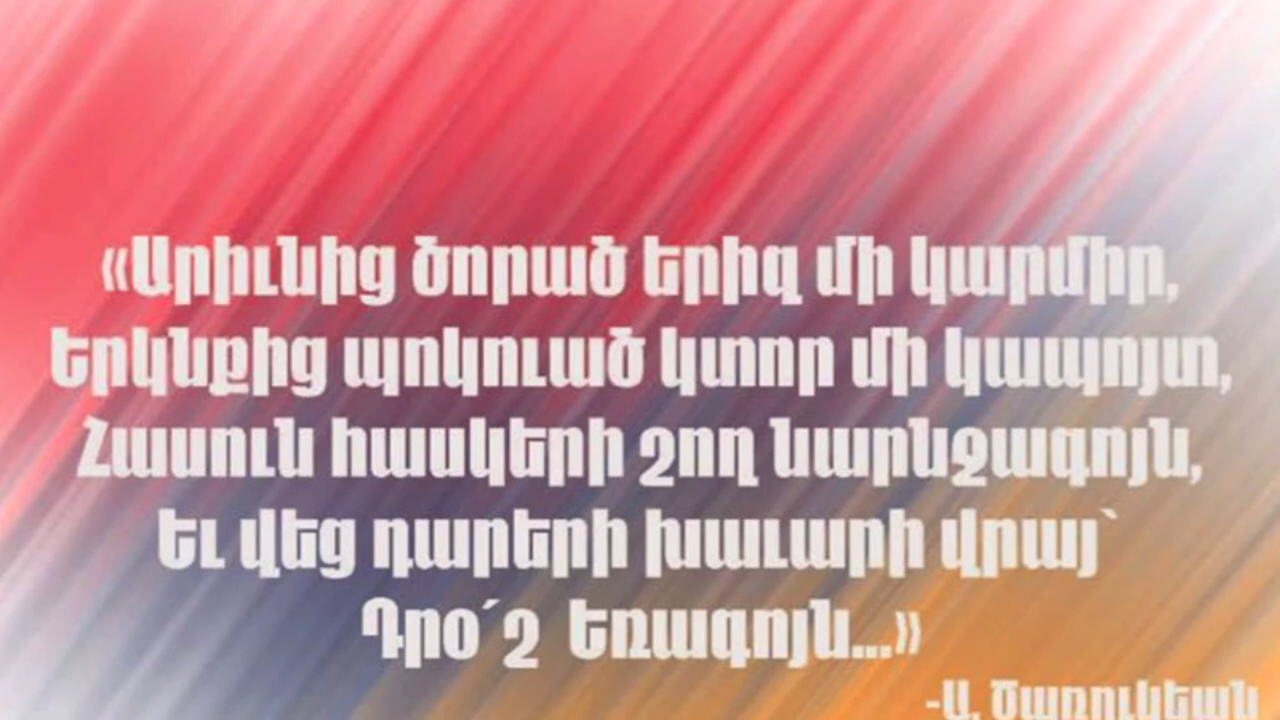 «Արիւնից ծորած երիզ մի կարմիր,
Երկնքից պոկուած կտոր մի կապոյտ,
Հասուն հասկերի շող նարնջագոյն,
Եւ վեց դարերի խաւարի վրայ՝
Դրօ՛շ Եռագոյն...»
-Ա. Ծառուկեան